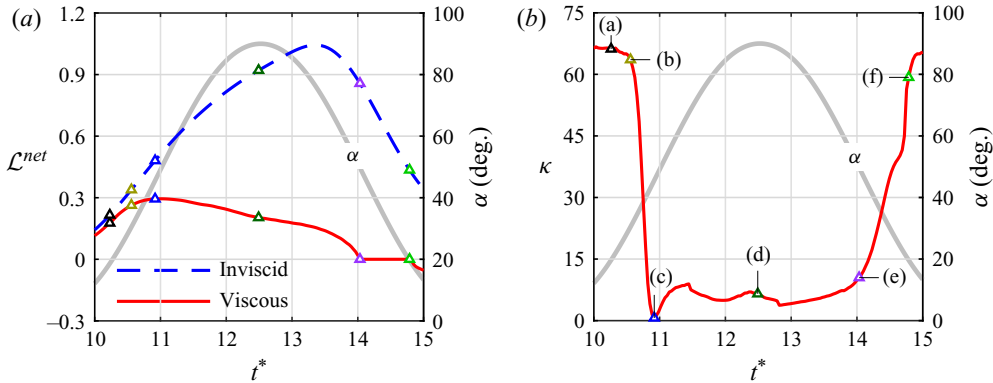 (a)
1.2
0.9
0.6
0.3
0
–0.3
ℒ^net
10 11 12 13 14 15
t*
100
80
60
40
20
0
α (deg.)
α
Inviscid
Viscous
(b)
75
60
45
30
15
0
κ
10 11 12 13 14 15
t*
100
80
60
40
20
0
α (deg.)
α
(a)
(b)
(c)
(d)
(e)
(f)